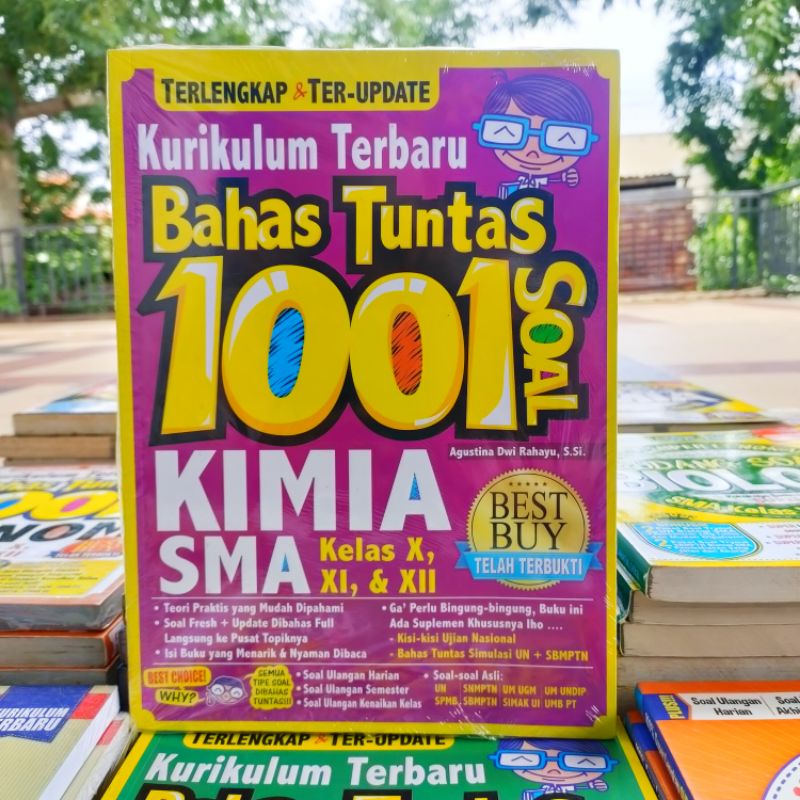 TERLENGKAP & TER-UPDATE
Kurikulum Terbaru
Bahas Tuntas
1001
SOAL
Agustina Dwi Rahayu, S.Si.
KIMIA
SMA Kelas X,
XI, & XII
BEST
BUY
TELAH TERBUKTI
• Teori Praktis yang Mudah Dipahami
• Soal Fresh + Update Dibahas Full
Langsung ke Pusat Topiknya
• Isi Buku yang Menarik & Nyaman Dibaca
• Ga' Perlu Bingung-bingung, Buku ini
Ada Suplemen Khususnya lho ....
- Kisi-kisi Ujian Nasional
- Bahas Tuntas Simulasi UN + SBMPTN
BEST CHOICE!
WHY?
SEMUA
TIPE SOAL
DIBAHAS
TUNTAS!!!
• Soal Ulangan Harian
• Soal Ulangan Semester
• Soal Ulangan Kenaikan Kelas
• Soal-soal Asli:
UN SNMPTN UM UGM UM UNDIP
SPMB SBMPTN SIMAK UI UMB PT
TERLENGKAP & TER-UPDATE
Kurikulum Terbaru
KURIKULUM
TERBARU
PLUS!!!
Soal Ulangan
Harian